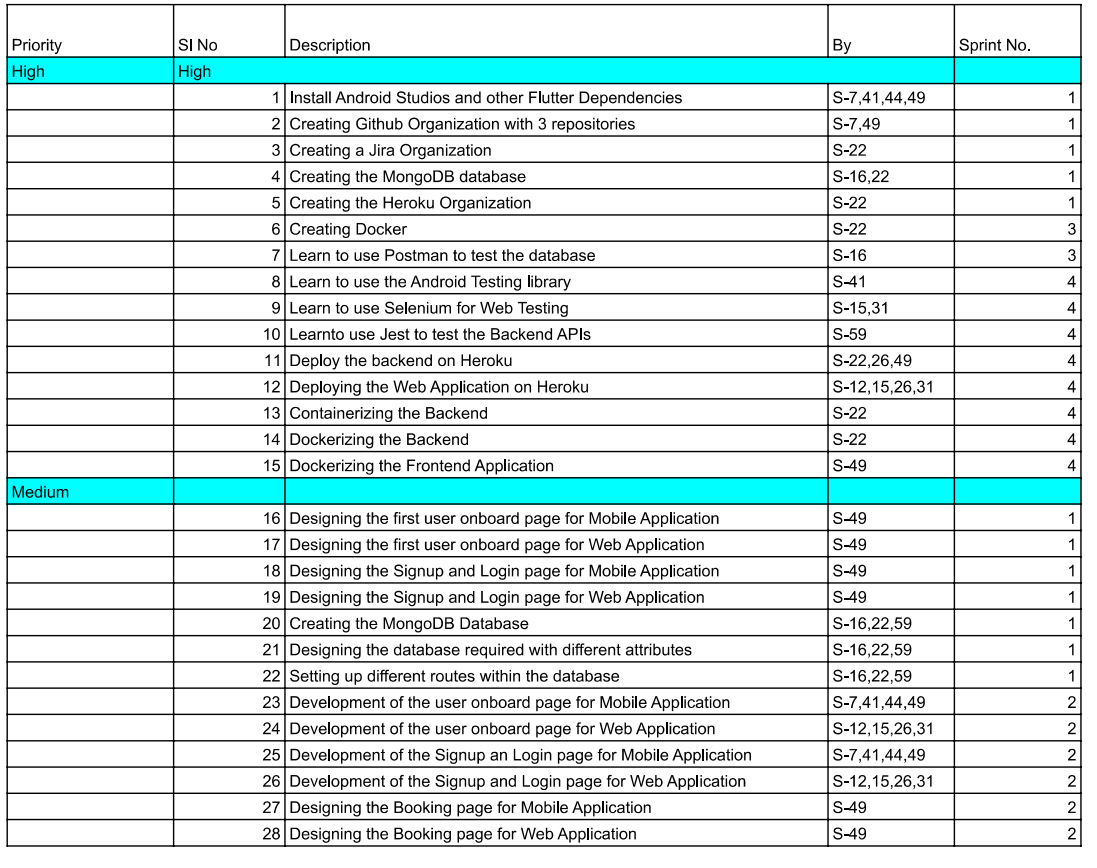 Priority SI No Description By Sprint No.
High High
1 Install Android Studios and other Flutter Dependencies S-7,41,44,49 1
2 Creating Github Organization with 3 repositories S-7,49 1
3 Creating a Jira Organization S-22 1
4 Creating the MongoDB database S-16,22 1
5 Creating the Heroku Organization S-22 1
6 Creating Docker S-22 3
7 Learn to use Postman to test the database S-16 3
8 Learn to use the Android Testing library S-41 4
9 Learn to use Selenium for Web Testing S-15,31 4
10 Learnto use Jest to test the Backend APIs S-59 4
11 Deploy the backend on Heroku S-22,26,49 4
12 Deploying the Web Application on Heroku S-12,15,26,31 4
13 Containerizing the Backend S-22 4
14 Dockerizing the Backend S-22 4
15 Dockerizing the Frontend Application S-49 4
Medium
16 Designing the first user onboard page for Mobile Application S-49 1
17 Designing the first user onboard page for Web Application S-49 1
18 Designing the Signup and Login page for Mobile Application S-49 1
19 Designing the Signup and Login page for Web Application S-49 1
20 Creating the MongoDB Database S-16,22,59 1
21 Designing the database required with different attributes S-16,22,59 1
22 Setting up different routes within the database S-16,22,59 1
23 Development of the user onboard page for Mobile Application S-7,41,44,49 2
24 Development of the user onboard page for Web Application S-12,15,26,31 2
25 Development of the Signup an Login page for Mobile Application S-7,41,44,49 2
26 Development of the Signup and Login page for Web Application S-12,15,26,31 2
27 Designing the Booking page for Mobile Application S-49 2
28 Designing the Booking page for Web Application S-49 2